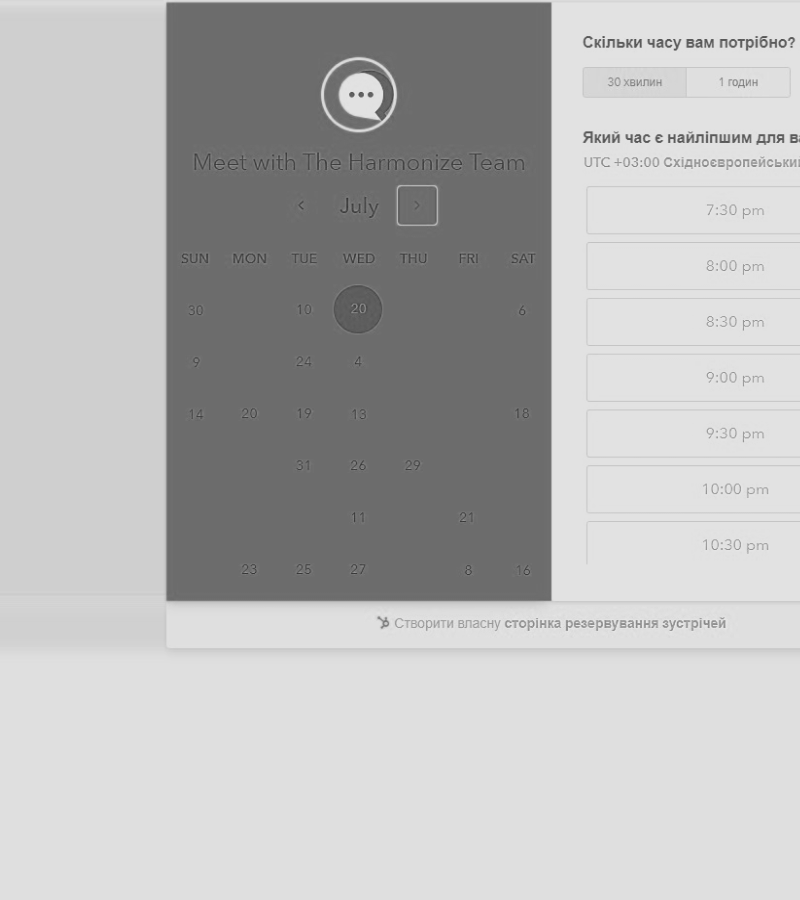 Meet with The Harmonize Team
July
SUN MON TUE WED THU FRI SAT
30 10 20 6
9 24 4
14 20 19 13 18
31 26 29
11 21
23 25 27 8 16
Скільки часу вам потрібно?
30 хвилин 1 годин
Який час є найліпшим для ва
UTC +03:00 Східноєвропейський
7:30 pm
8:00 pm
8:30 pm
9:00 pm
9:30 pm
10:00 pm
10:30 pm
Створити власну сторінка резервування зустрічей